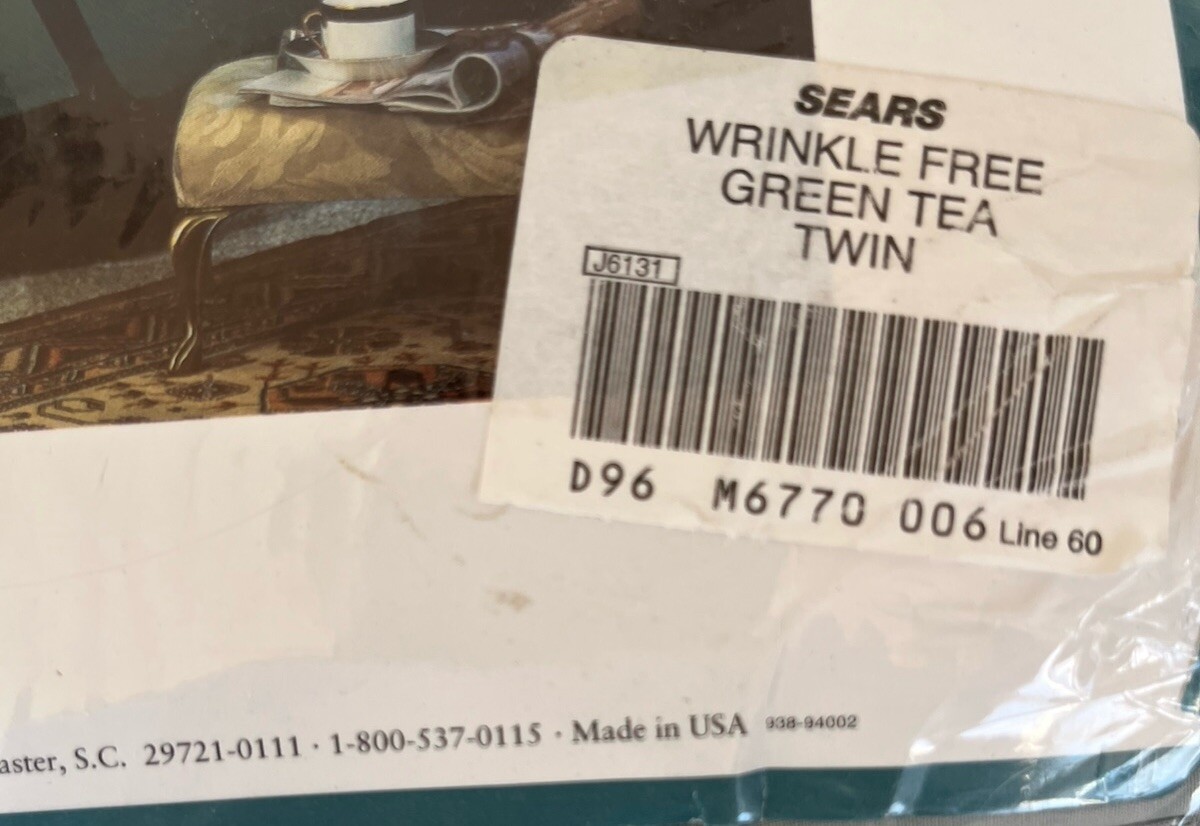 SEARS
WRINKLE FREE
GREEN TEA
TWIN
J6131
D96 M6770 006 Line 60
aster, S.C. 29721-0111 · 1-800-537-0115 · Made in USA 938-94002